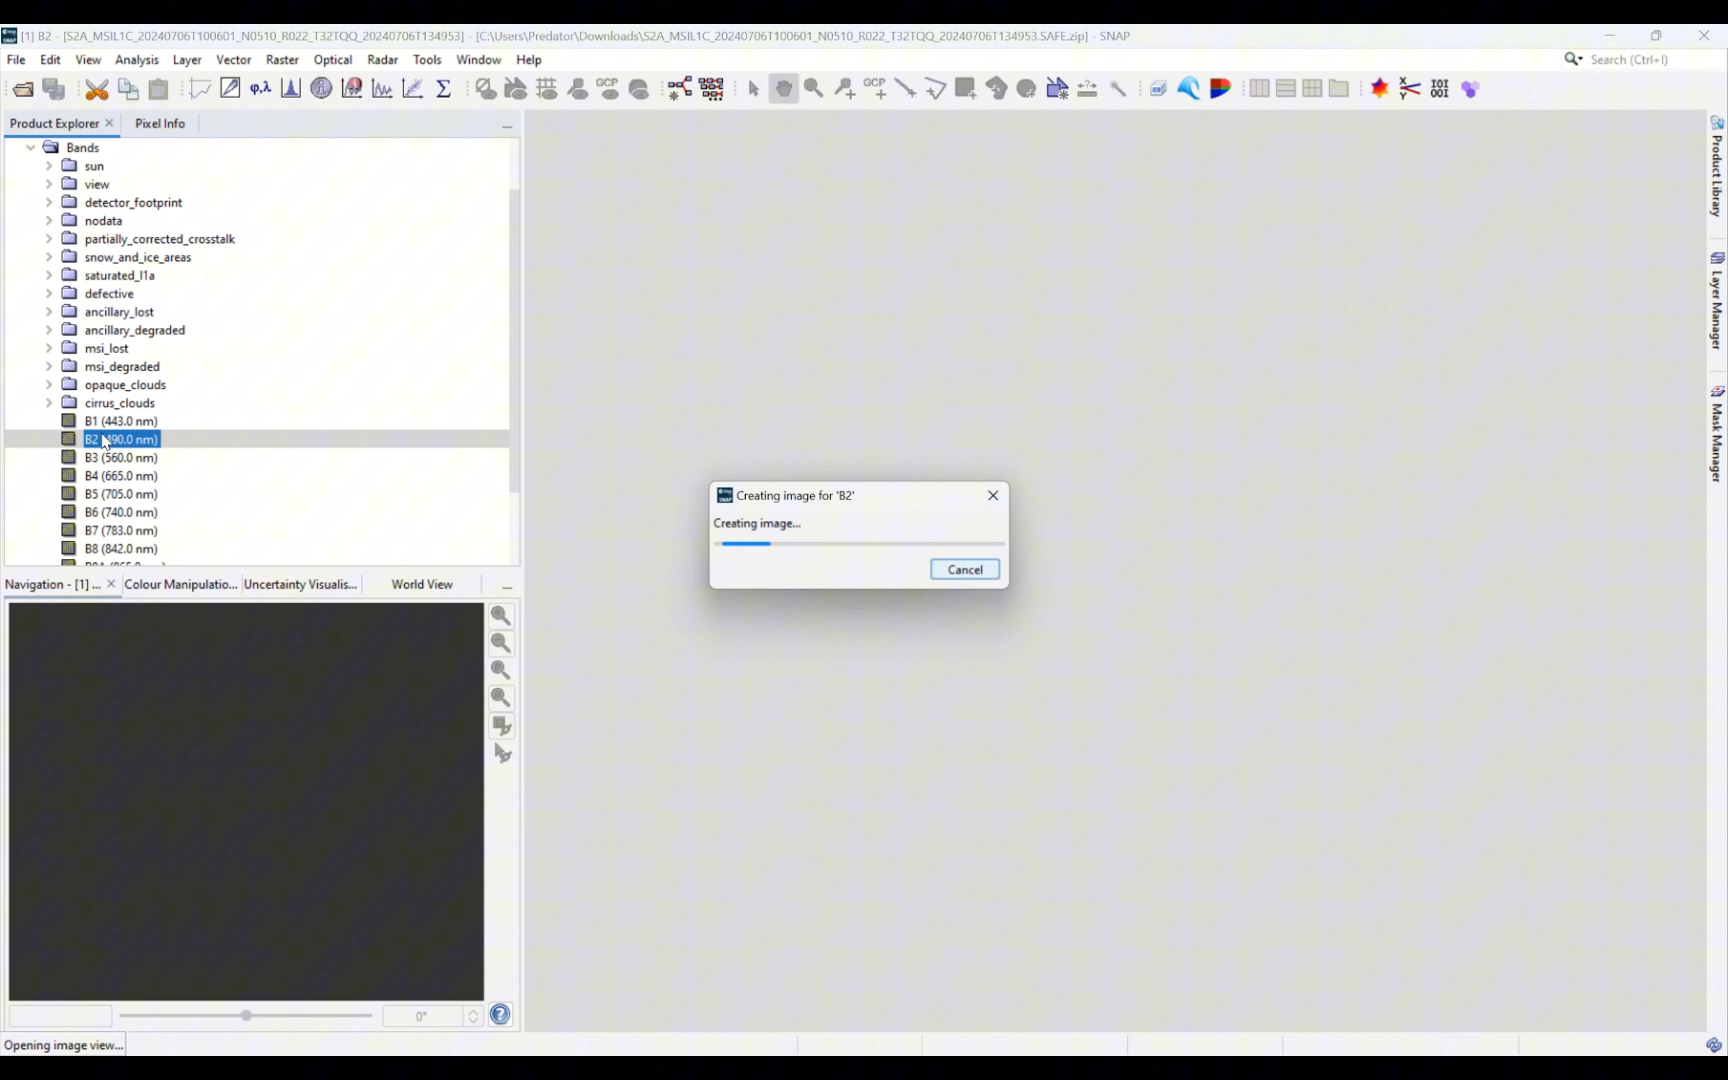 [1] B2 - [S2A_MSIL1C_20240706T100601_N0510_R022_T32TQQ_20240706T134953] - [C:\Users\Predator\Downloads\S2A_MSIL1C_20240706T100601_N0510_R022_T32TQQ_20240706T134953.SAFE.zip] - SNAP
File Edit View Analysis Layer Vector Raster Optical Radar Tools Window Help
Search (Ctrl+I)
Product Explorer Pixel Info
Bands
sun
view
detector_footprint
nodata
partially_corrected_crosstalk
snow_and_ice_areas
saturated_l1a
defective
ancillary_lost
ancillary_degraded
msi_lost
msi_degraded
opaque_clouds
cirrus_clouds
B1 (443.0 nm)
B2 (490.0 nm)
B3 (560.0 nm)
B4 (665.0 nm)
B5 (705.0 nm)
B6 (740.0 nm)
B7 (783.0 nm)
B8 (842.0 nm)
Creating image for 'B2'
Creating image...
Cancel
Navigation - [1] ... Colour Manipulatio... Uncertainty Visualis... World View
0°
Opening image view...
Product Library
Layer Manager
Mask Manager